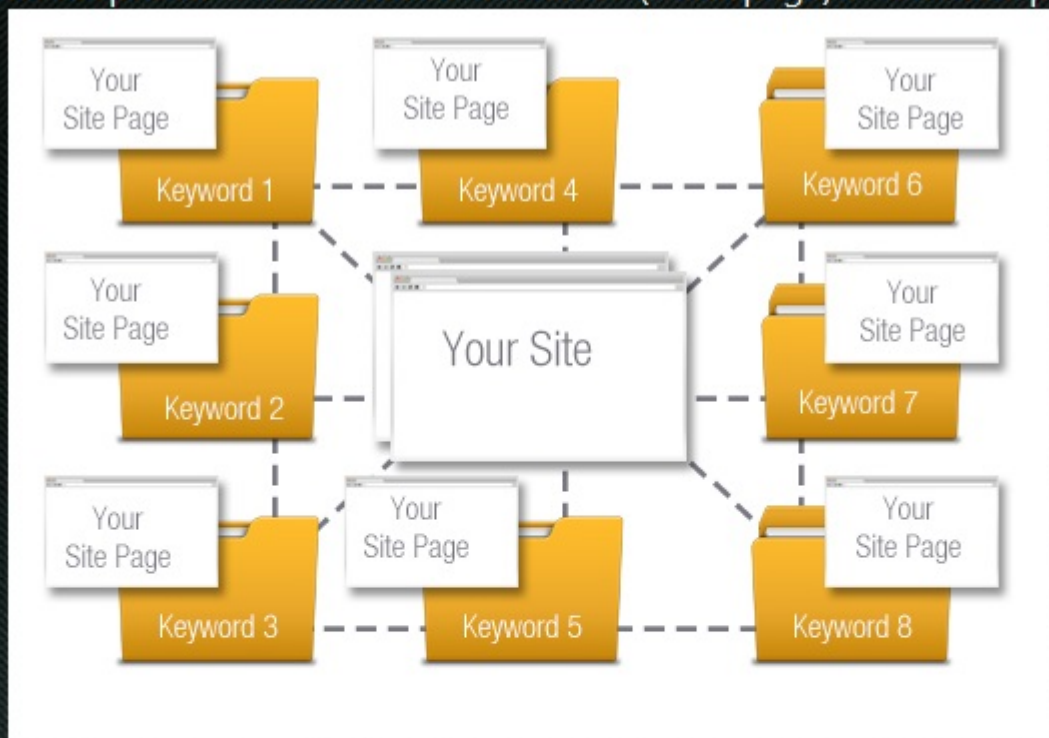 Your
Site Page
Keyword 1
Your
Site Page
Keyword 4
Your
Site Page
Keyword 6
Your
Site Page
Keyword 2
Your Site
Your
Site Page
Keyword 7
Your
Site Page
Keyword 3
Your
Site Page
Keyword 5
Your
Site Page
Keyword 8